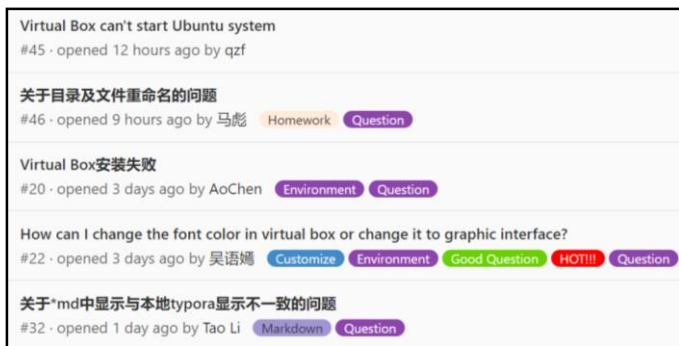 Virtual Box can't start Ubuntu system
#45 · opened 12 hours ago by qzf
关于目录及文件重命名的问题
#46 · opened 9 hours ago by 马彪 Homework Question
Virtual Box安装失败
#20 · opened 3 days ago by AoChen Environment Question
How can I change the font color in virtual box or change it to graphic interface?
#22 · opened 3 days ago by 吴语嫣 Customize Environment Good Question HOT!!! Question
关于*md中显示与本地typora显示不一致的问题
#32 · opened 1 day ago by Tao Li Markdown Question